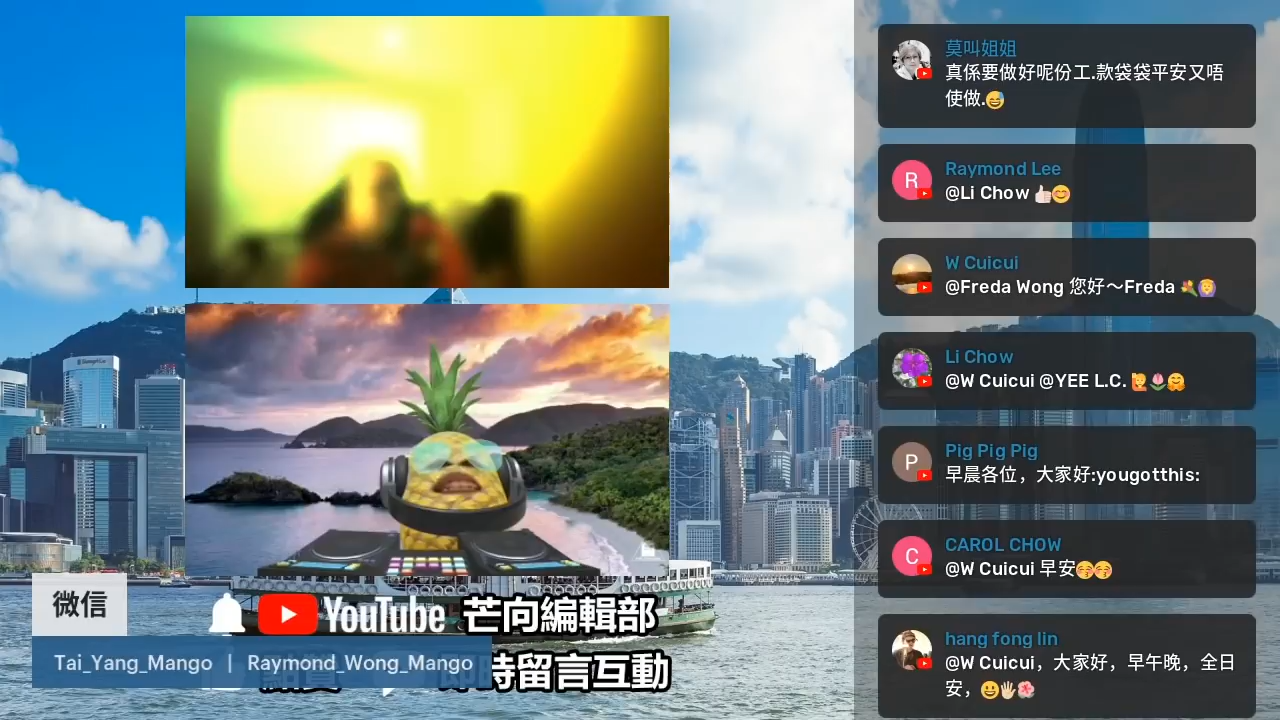 微信
Tai_Yang_Mango | Raymond_Wong_Mango
YouTube 芒向編輯部
即時留言互動
莫叫姐姐
真係要做好呢份工.款袋袋平安又唔
使做.😅
R
Raymond Lee
@Li Chow 👍🏻😊
W Cuicui
@Freda Wong 您好～Freda 💐🙆
Li Chow
@W Cuicui @YEE L.C. 🙋🌷🤗
P
Pig Pig Pig
早晨各位，大家好:yougotthis:
C
CAROL CHOW
@W Cuicui 早安😚😚
hang fong lin
@W Cuicui，大家好，早午晚，全日
安，😀🖐🏻🌸